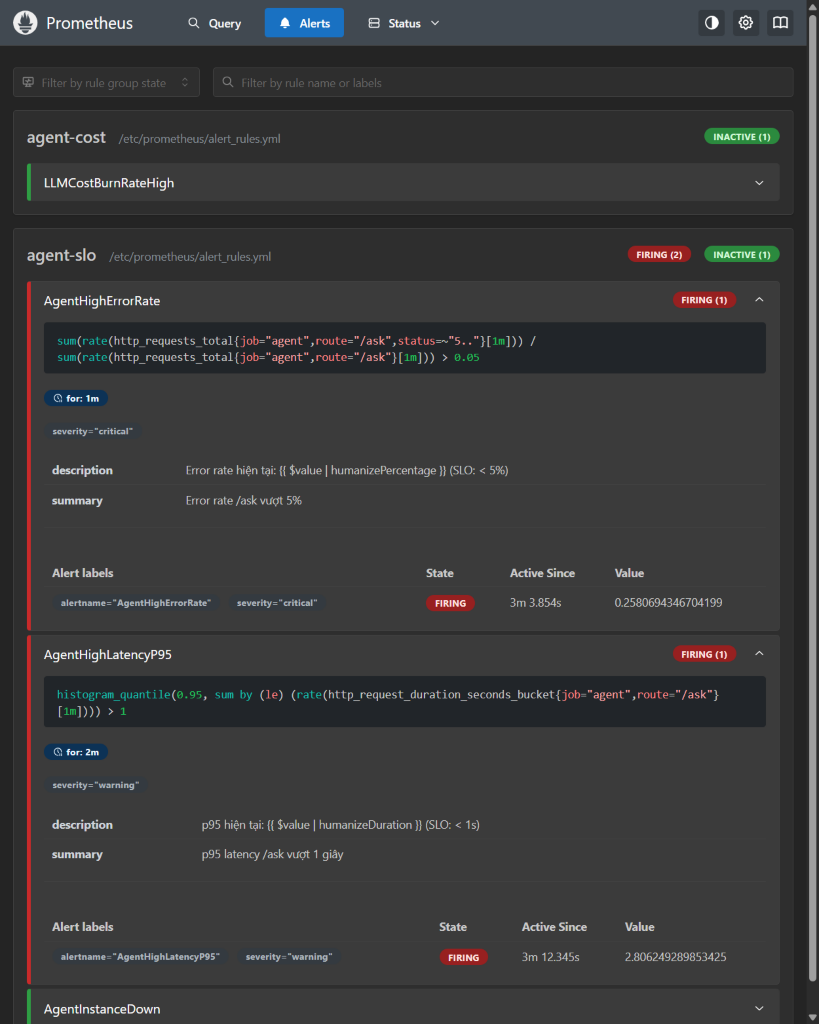 Prometheus
Query
Alerts
Status
Filter by rule group state
Filter by rule name or labels
agent-cost /etc/prometheus/alert_rules.yml INACTIVE (1)
LLMCostBurnRateHigh
agent-slo /etc/prometheus/alert_rules.yml FIRING (2) INACTIVE (1)
AgentHighErrorRate FIRING (1)
sum(rate(http_requests_total{job="agent",route="/ask",status=~"5.."}[1m])) /
sum(rate(http_requests_total{job="agent",route="/ask"}[1m])) > 0.05
for: 1m
severity="critical"
description Error rate hiện tại: {{ $value | humanizePercentage }} (SLO: < 5%)
summary Error rate /ask vượt 5%
Alert labels State Active Since Value
alertname="AgentHighErrorRate" severity="critical" FIRING 3m 3.854s 0.2580694346704199
AgentHighLatencyP95 FIRING (1)
histogram_quantile(0.95, sum by (le) (rate(http_request_duration_seconds_bucket{job="agent",route="/ask"}
[1m]))) > 1
for: 2m
severity="warning"
description p95 hiện tại: {{ $value | humanizeDuration }} (SLO: < 1s)
summary p95 latency /ask vượt 1 giây
Alert labels State Active Since Value
alertname="AgentHighLatencyP95" severity="warning" FIRING 3m 12.345s 2.806249289853425
AgentInstanceDown